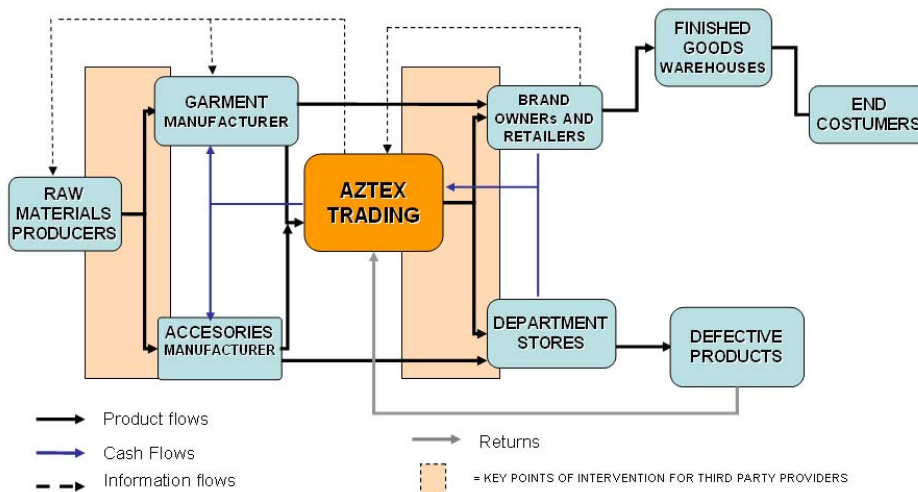 FINISHED
GOODS
WAREHOUSES
GARMENT
MANUFACTURER
BRAND
OWNERs AND
RETAILERS
END
COSTUMERS
RAW
MATERIALS
PRODUCERS
AZTEX
TRADING
ACCESORIES
MANUFACTURER
DEPARTMENT
STORES
DEFECTIVE
PRODUCTS
Product flows
Cash Flows
Information flows
Returns
= KEY POINTS OF INTERVENTION FOR THIRD PARTY PROVIDERS